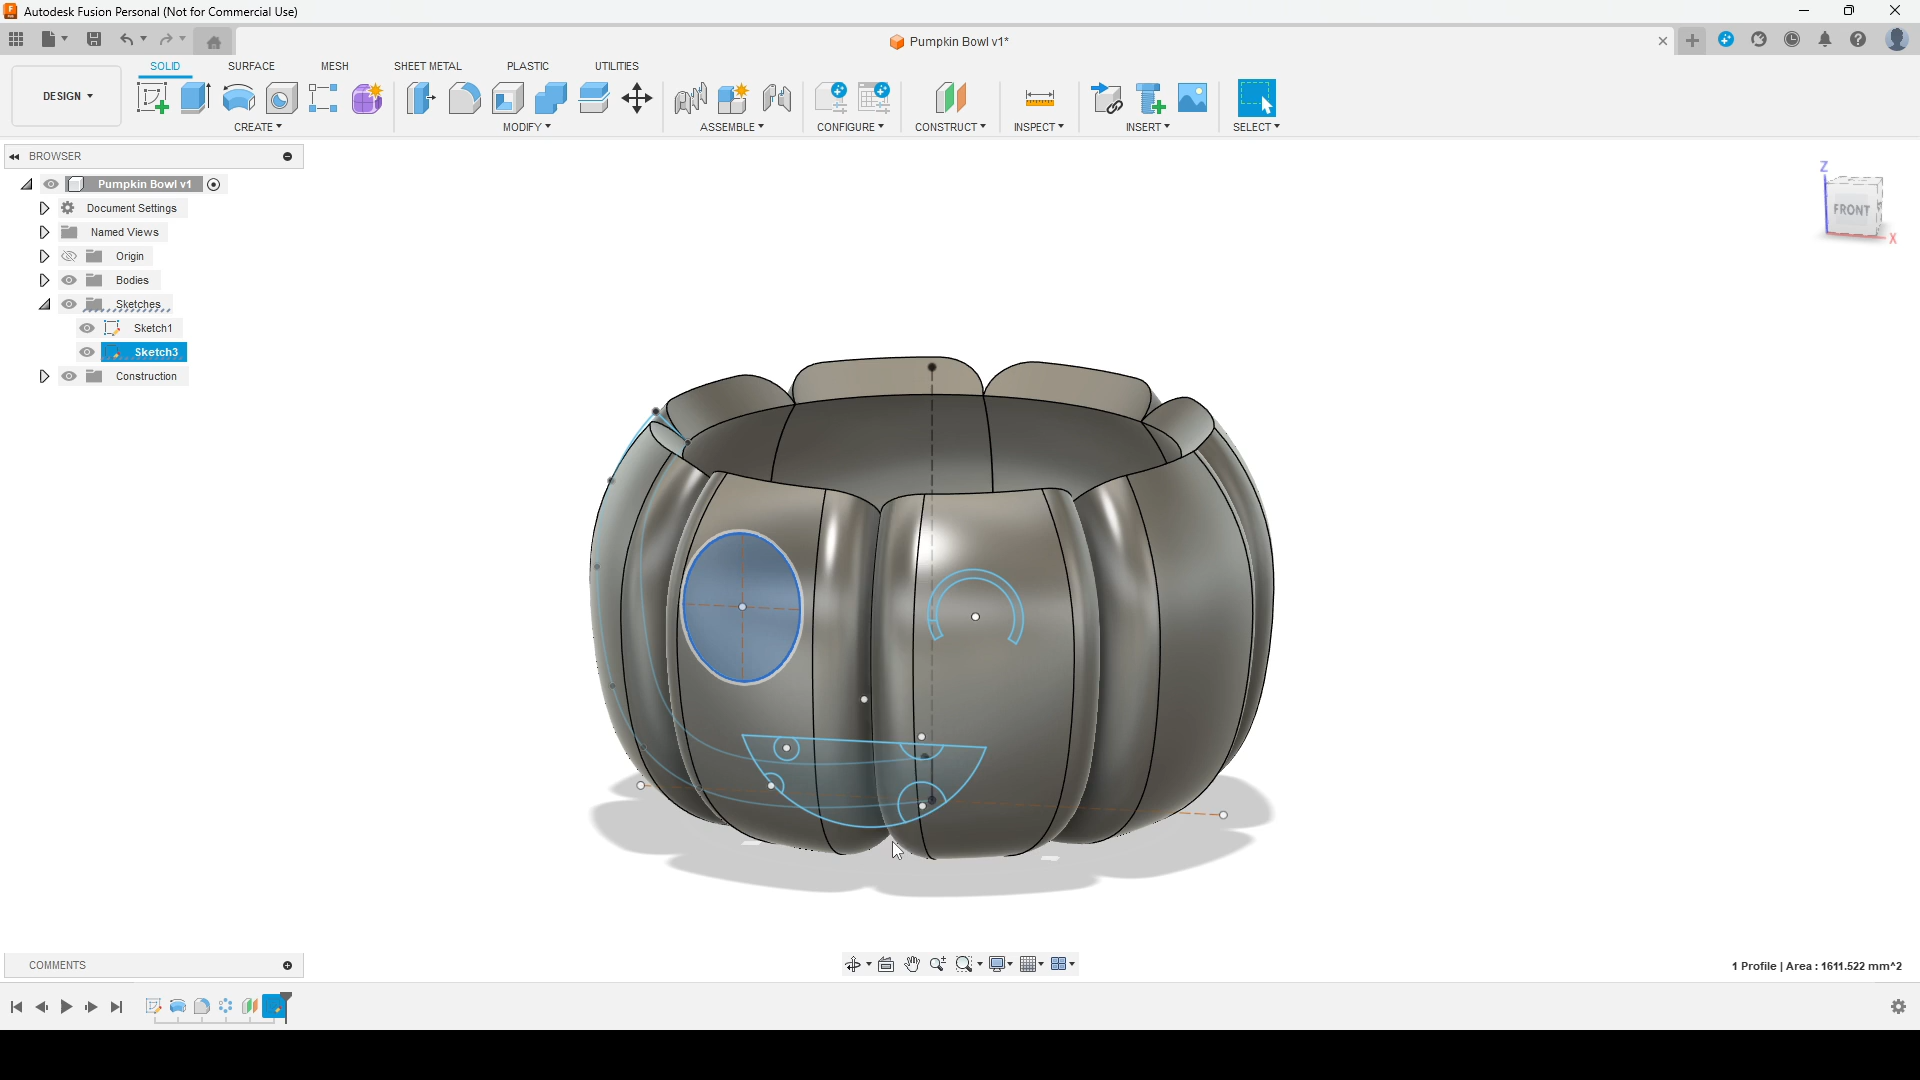 Autodesk Fusion Personal (Not for Commercial Use)
Pumpkin Bowl v1*
SOLID SURFACE MESH SHEET METAL PLASTIC UTILITIES
DESIGN
CREATE MODIFY ASSEMBLE CONFIGURE CONSTRUCT INSPECT INSERT SELECT
BROWSER
Pumpkin Bowl v1
Document Settings
Named Views
Origin
Bodies
Sketches
Sketch1
Sketch3
Construction
Z
FRONT
X
COMMENTS
1 Profile | Area : 1611.522 mm^2